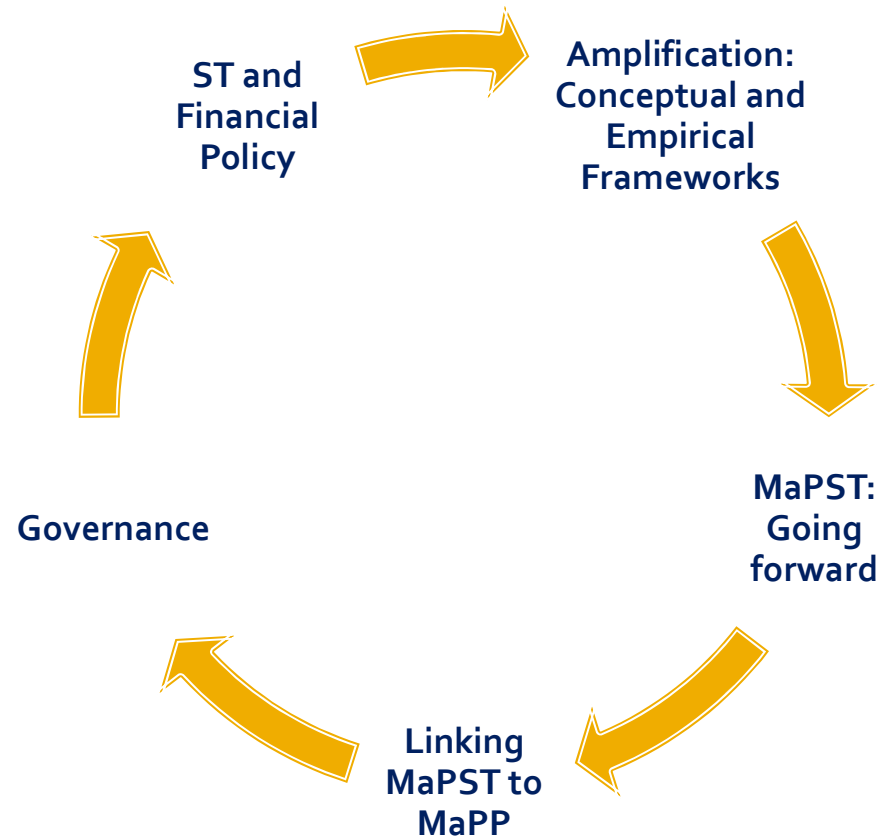 ST and
Financial
Policy
Amplification:
Conceptual and
Empirical
Frameworks
MaPST:
Going
forward
Linking
MaPST to
MaPP
Governance